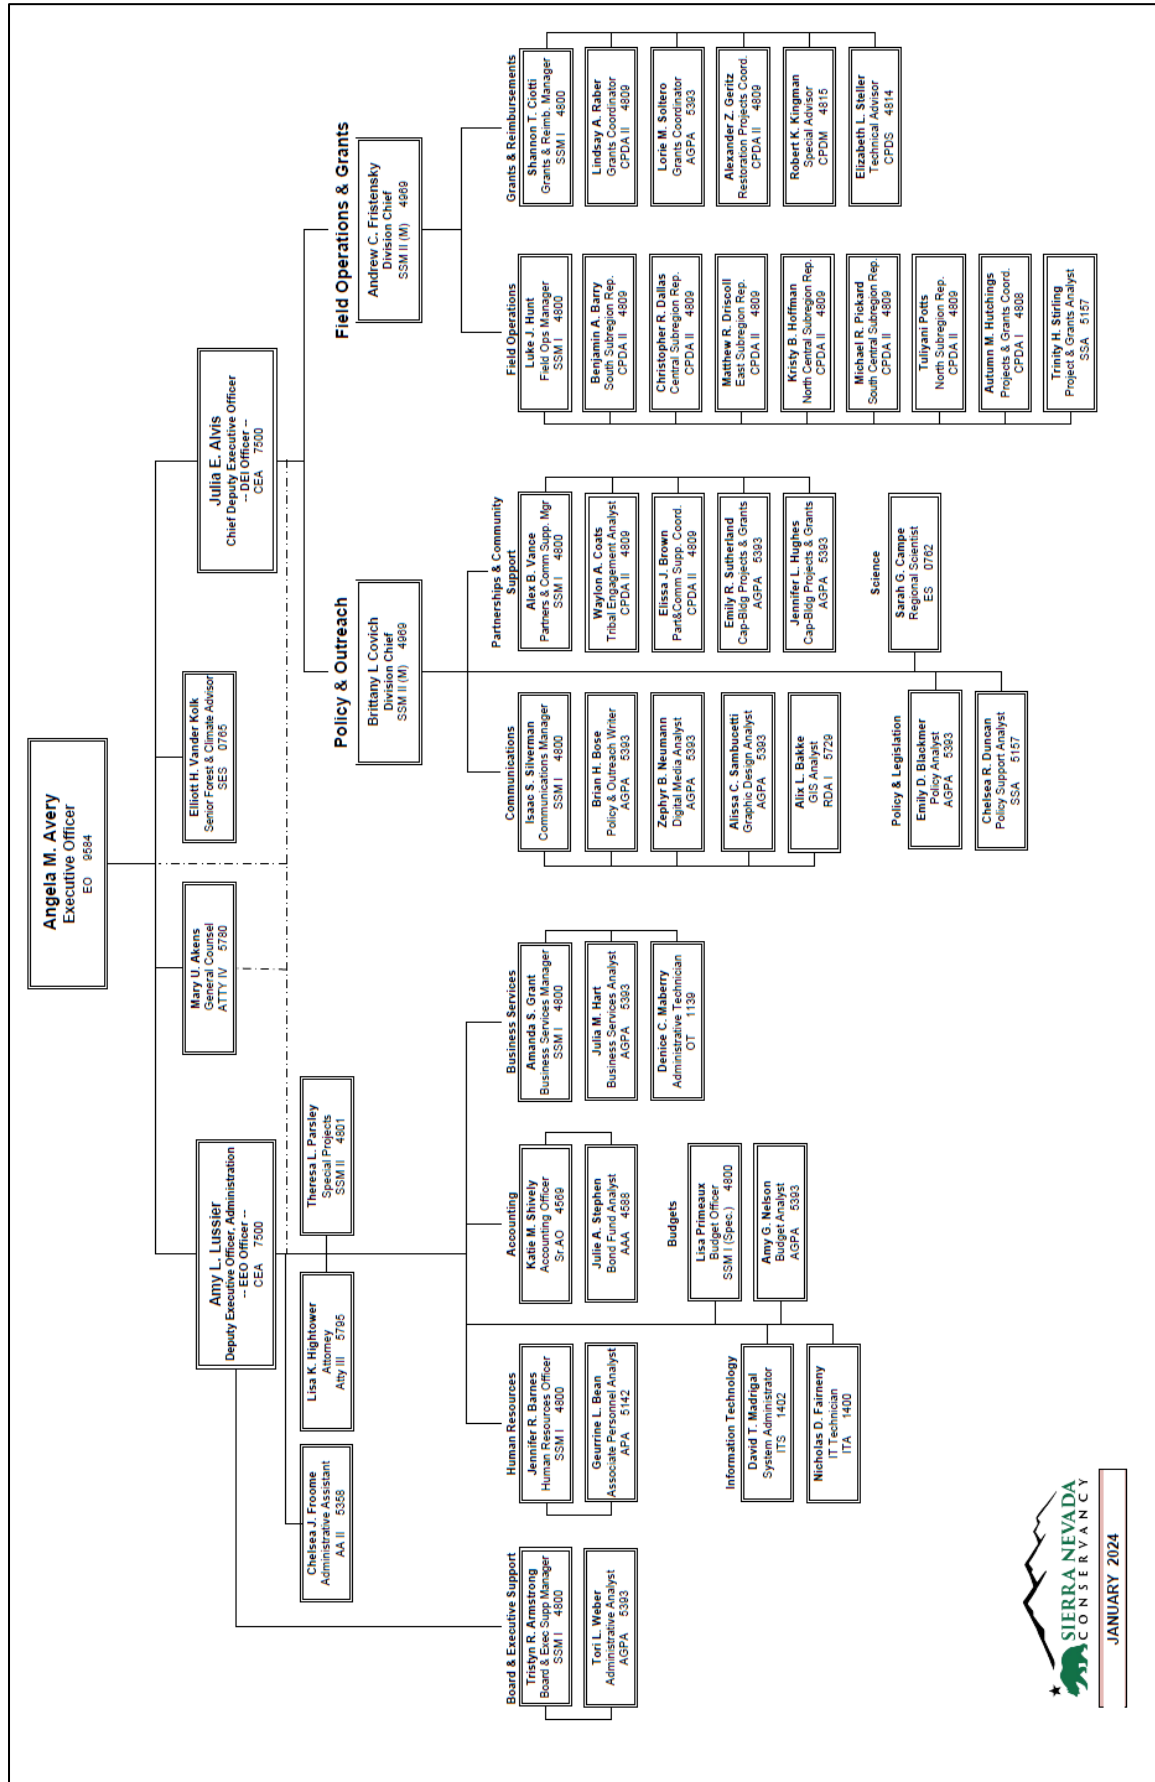 Angela M. Avery
Executive Officer
EO 9584
Amy L. Lussier
Deputy Executive Officer, Administration
-- EEO Officer --
CEA 7500
Mary U. Akens
General Counsel
ATTY IV 5780
Elliott H. Vander Kolk
Senior Forest & Climate Advisor
SES 0765
Julia E. Alvis
Chief Deputy Executive Officer
-- DEI Officer --
CEA 7500
Chelsea J. Froome
Administrative Assistant
AA II 5358
Lisa K. Hightower
Attorney
Atty III 5795
Theresa L. Parsley
Special Projects
SSM II 4801
Policy & Outreach
Brittany L Covich
Division Chief
SSM II (M) 4969
Field Operations & Grants
Andrew C. Fristensky
Division Chief
SSM II (M) 4969
Board & Executive Support
Tristyn R. Armstrong
Board & Exec Supp Manager
SSM I 4800
Tori L. Weber
Administrative Analyst
AGPA 5393
Human Resources
Jennifer R. Barnes
Human Resources Officer
SSM I 4800
Geurrine L. Bean
Associate Personnel Analyst
APA 5142
Accounting
Katie M. Shively
Accounting Officer
Sr.AO 4569
Julie A. Stephen
Bond Fund Analyst
AAA 4588
Business Services
Amanda S. Grant
Business Services Manager
SSM I 4800
Julia M. Hart
Business Services Analyst
AGPA 5393
Denice C. Maberry
Administrative Technician
OT 1139
Budgets
Lisa Primeaux
Budget Officer
SSM I (Spec.) 4800
Amy G. Nelson
Budget Analyst
AGPA 5393
Information Technology
David T. Madrigal
System Administrator
ITS 1402
Nicholas D. Fairneny
IT Technician
ITA 1400
Communications
Isaac S. Silverman
Communications Manager
SSM I 4800
Brian H. Bose
Policy & Outreach Writer
AGPA 5393
Zephyr B. Neumann
Digital Media Analyst
AGPA 5393
Alissa C. Sambucetti
Graphic Design Analyst
AGPA 5393
Alix L. Bakke
GIS Analyst
RDA II 5729
Partnerships & Community
Support
Alex B. Vance
Partners & Comm Supp. Mgr
SSM I 4800
Waylon A. Coats
Tribal Engagement Analyst
CPDA II 4809
Elissa J. Brown
Part&Comm Supp. Coord.
CPDA II 4809
Emily R. Sutherland
Cap-Bldg Projects & Grants
AGPA 5393
Jennifer L. Hughes
Cap-Bldg Projects & Grants
AGPA 5393
Science
Sarah G. Campe
Regional Scientist
ES 0762
Policy & Legislation
Emily D. Blackmer
Policy Analyst
AGPA 5393
Chelsea R. Duncan
Policy Support Analyst
SSA 5157
Field Operations
Luke J. Hunt
Field Ops Manager
SSM I 4800
Benjamin A. Barry
South Subregion Rep.
CPDA II 4809
Christopher R. Dallas
Central Subregion Rep.
CPDA II 4809
Matthew R. Driscoll
East Subregion Rep.
CPDA II 4809
Kristy B. Hoffman
North Central Subregion Rep.
CPDA II 4809
Michael R. Pickard
South Central Subregion Rep.
CPDA II 4809
Tuliyani Potts
North Subregion Rep.
CPDA II 4809
Autumn M. Hutchings
Projects & Grants Coord.
CPDA I 4808
Trinity H. Stirling
Project & Grants Analyst
SSA 5157
Grants & Reimbursements
Shannon T. Ciotti
Grants & Reimb. Manager
SSM I 4800
Lindsay A. Raber
Grants Coordinator
CPDA II 4809
Lorie M. Soltero
Grants Coordinator
AGPA 5393
Alexander Z. Geritz
Restoration Projects Coord.
CPDA II 4809
Robert K. Kingman
Special Advisor
CPDM 4815
Elizabeth L. Steller
Technical Advisor
CPDS 4814
SIERRA NEVADA
CONSERVANCY
JANUARY 2024